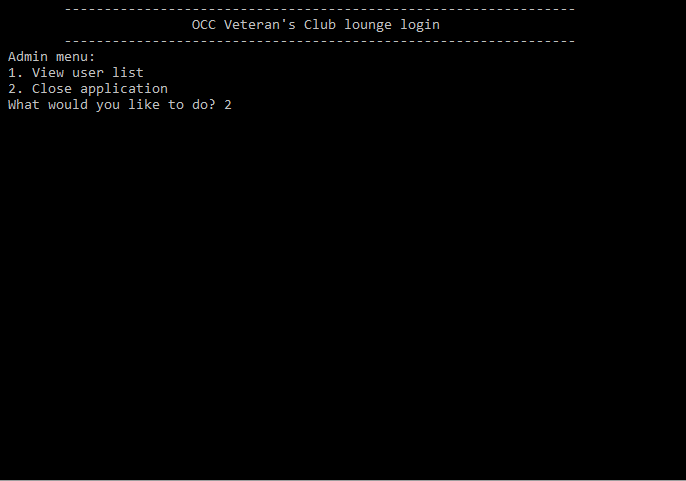 ----------------------------------------------------------------
OCC Veteran's Club lounge login
----------------------------------------------------------------
Admin menu:
1. View user list
2. Close application
What would you like to do? 2